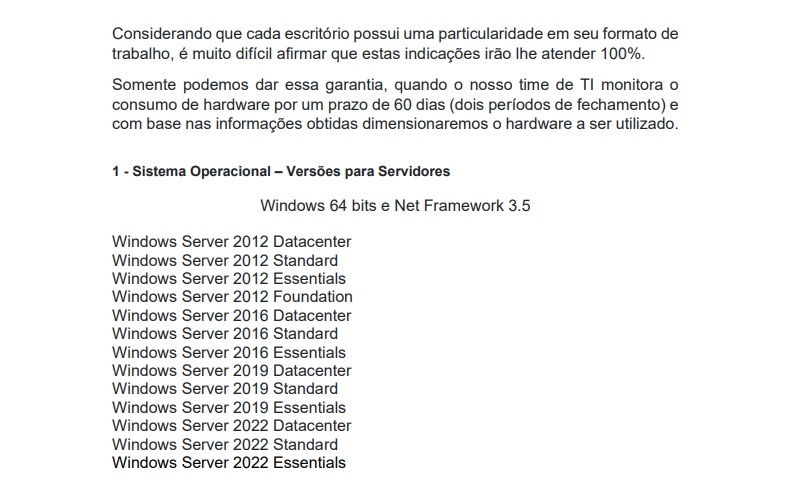 Considerando que cada escritório possui uma particularidade em seu formato de
trabalho, é muito difícil afirmar que estas indicações irão lhe atender 100%.
Somente podemos dar essa garantia, quando o nosso time de TI monitora o
consumo de hardware por um prazo de 60 dias (dois períodos de fechamento) e
com base nas informações obtidas dimensionaremos o hardware a ser utilizado.
1 - Sistema Operacional – Versões para Servidores
Windows 64 bits e Net Framework 3.5
Windows Server 2012 Datacenter
Windows Server 2012 Standard
Windows Server 2012 Essentials
Windows Server 2012 Foundation
Windows Server 2016 Datacenter
Windows Server 2016 Standard
Windows Server 2016 Essentials
Windows Server 2019 Datacenter
Windows Server 2019 Standard
Windows Server 2019 Essentials
Windows Server 2022 Datacenter
Windows Server 2022 Standard
Windows Server 2022 Essentials